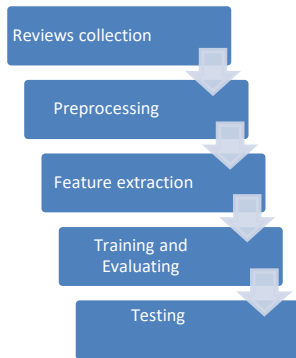 Reviews collection
Preprocessing
Feature extraction
Training and
Evaluating
Testing